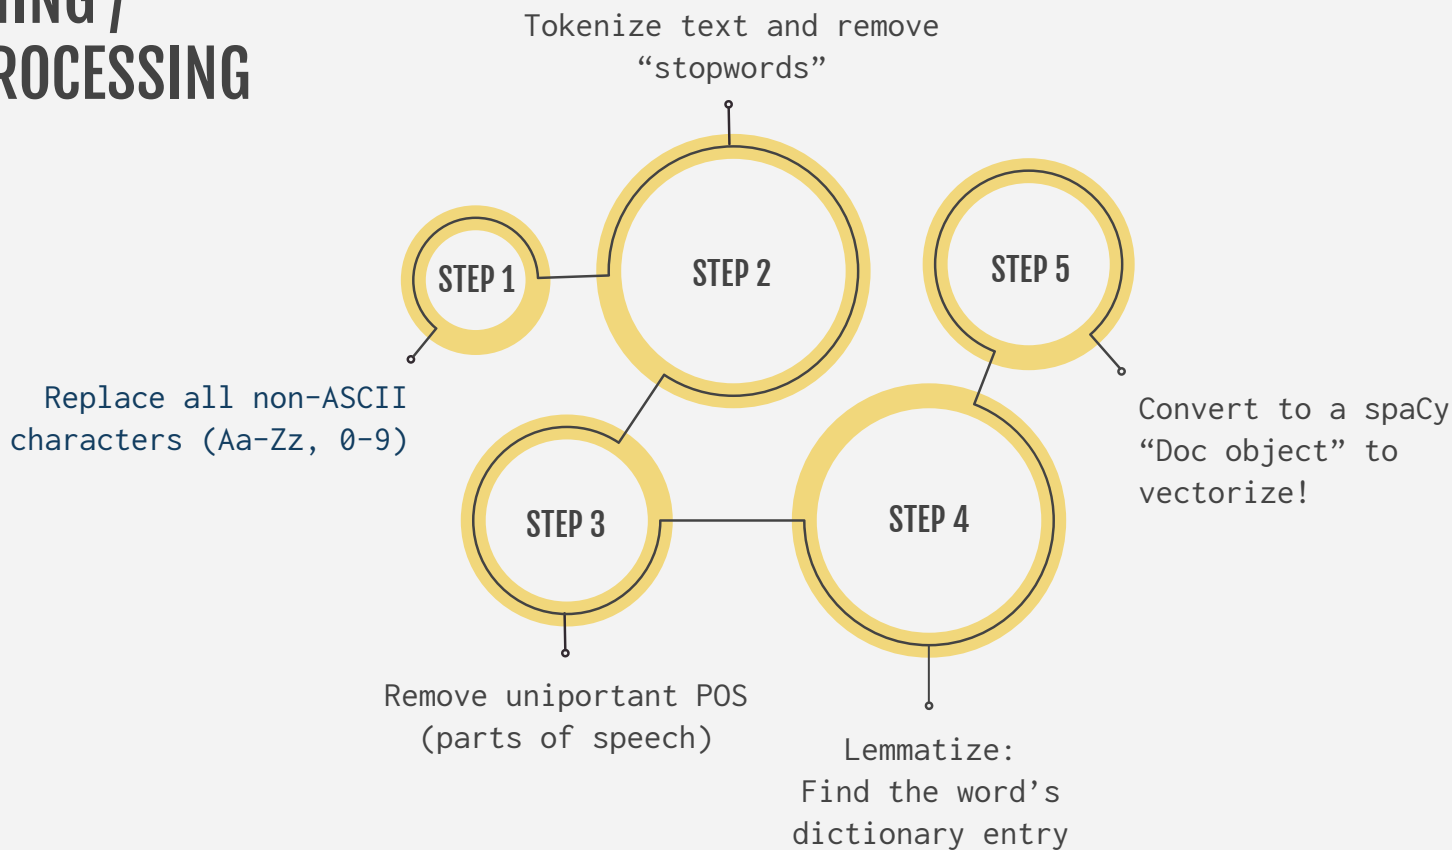 /
STEP 1
Replace all non-ASCII
characters (Aa-Zz, 0-9)
STEP 2
Tokenize text and remove
“stopwords”
STEP 3
Remove uniportant POS
(parts of speech)
STEP 4
Lemmatize:
Find the word’s
dictionary entry
STEP 5
Convert to a spaCy
“Doc object” to
vectorize!